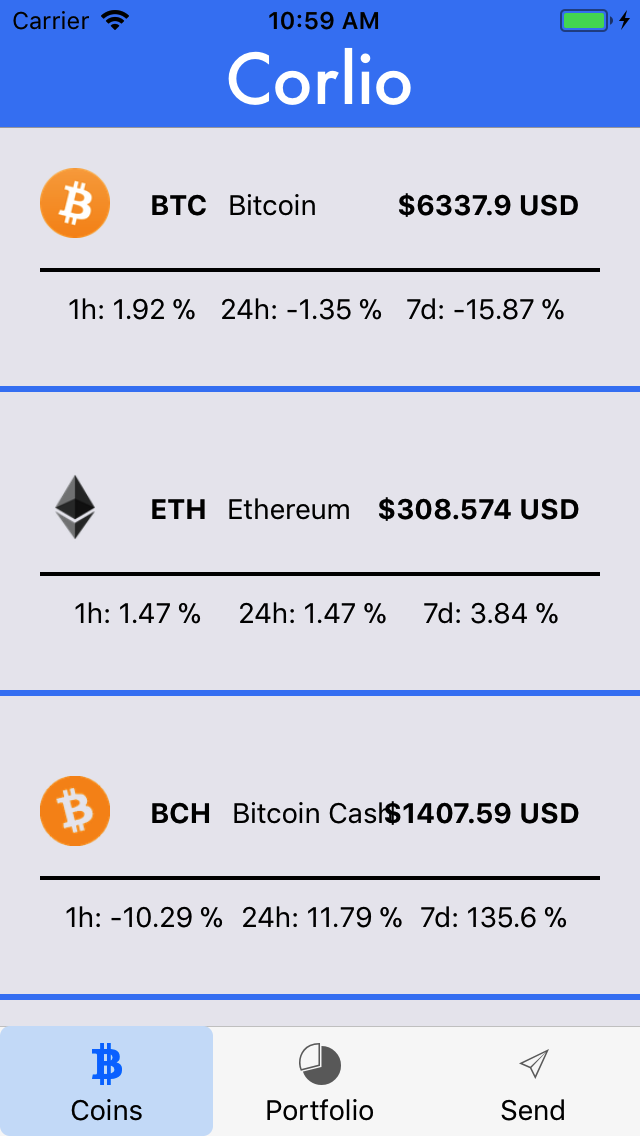 Carrier 10:59 AM
Corlio
BTC Bitcoin $6337.9 USD
1h: 1.92 % 24h: -1.35 % 7d: -15.87 %
ETH Ethereum $308.574 USD
1h: 1.47 % 24h: 1.47 % 7d: 3.84 %
BCH Bitcoin Cash $1407.59 USD
1h: -10.29 % 24h: 11.79 % 7d: 135.6 %
Coins Portfolio Send